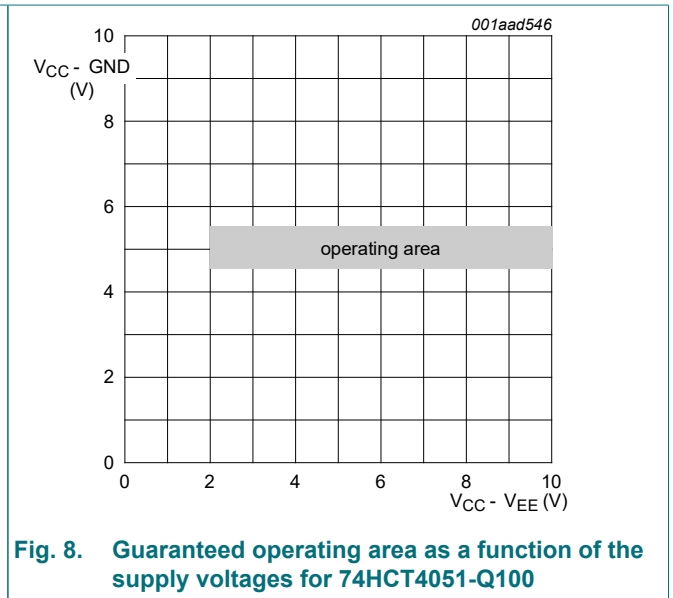 001aad546
10
VCC - GND
(V)
8
6
operating area
4
2
0
0 2 4 6 8 10
VCC - VEE (V)
Fig. 8. Guaranteed operating area as a function of the
supply voltages for 74HCT4051-Q100